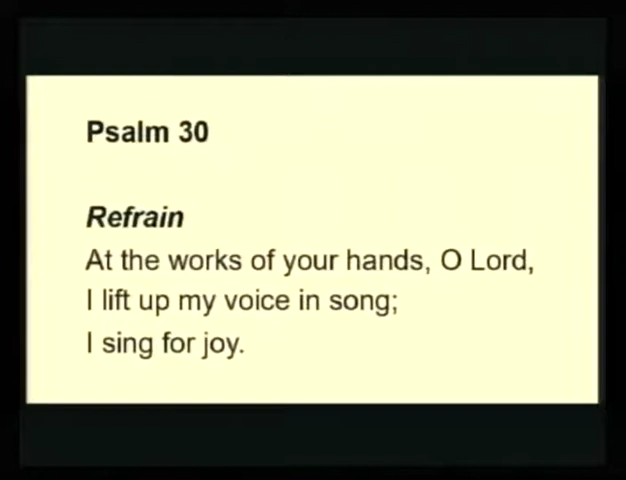 Psalm 30
Refrain
At the works of your hands, O Lord,
I lift up my voice in song;
I sing for joy.